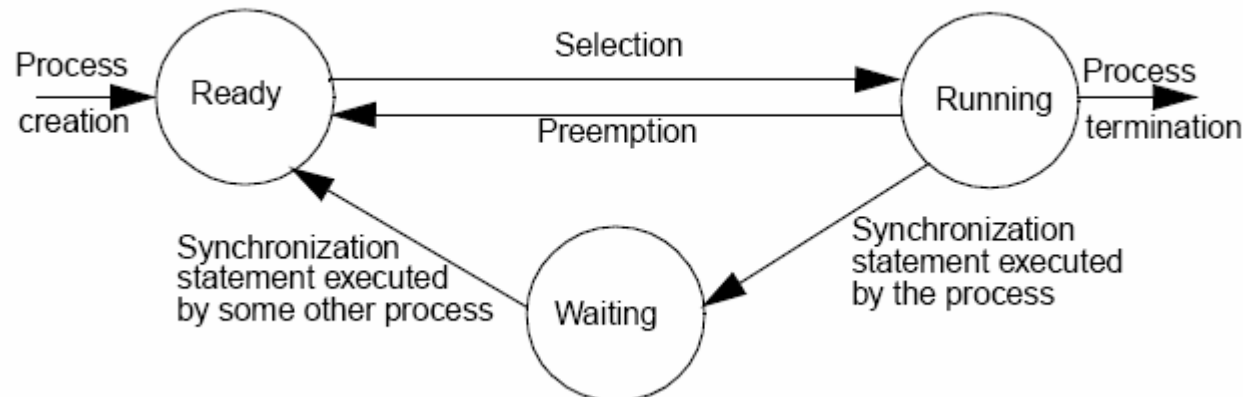 Process
creation
Ready
Selection
Preemption
Running
Process
termination
Synchronization
statement executed
by some other process
Waiting
Synchronization
statement executed
by the process